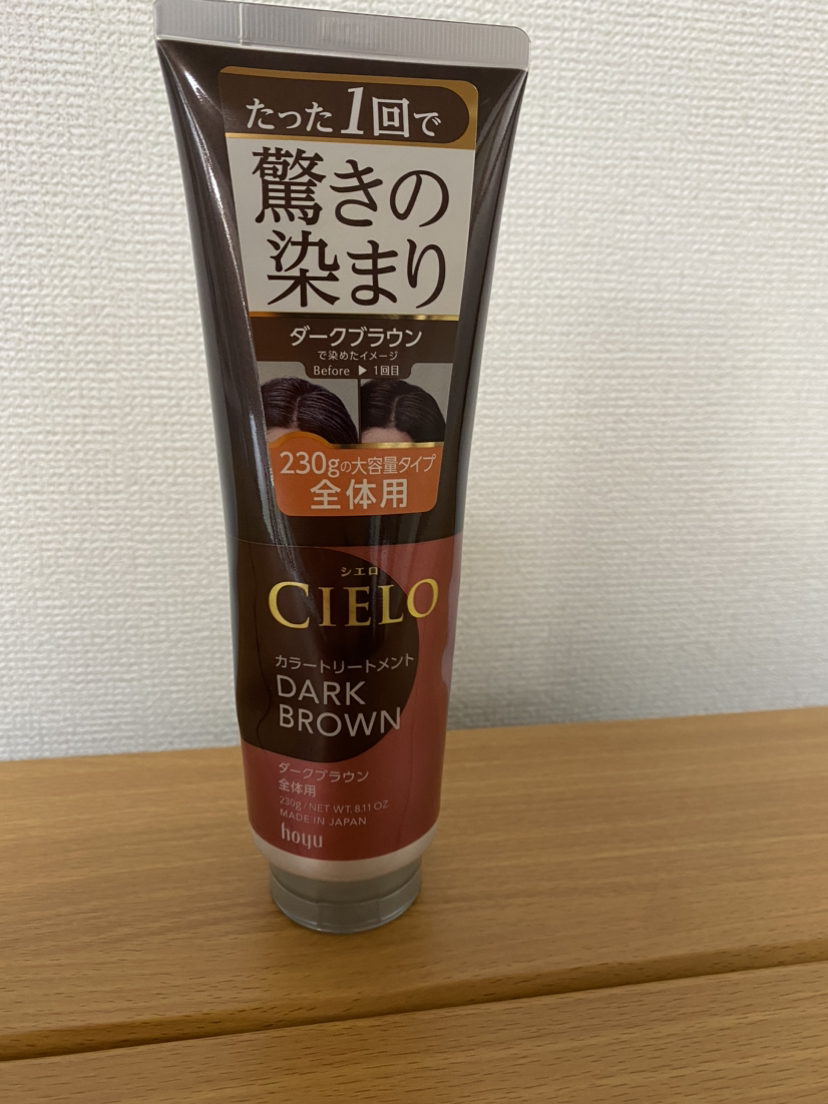 たった1回で
驚きの
染まり
ダークブラウン
で染めたイメージ
Before ▶ 1回目
230gの大容量タイプ
全体用
シエロ
CIELO
カラートリートメント
DARK
BROWN
ダークブラウン
全体用
230g/NET WT. 8.11 OZ
MADE IN JAPAN
hoyu